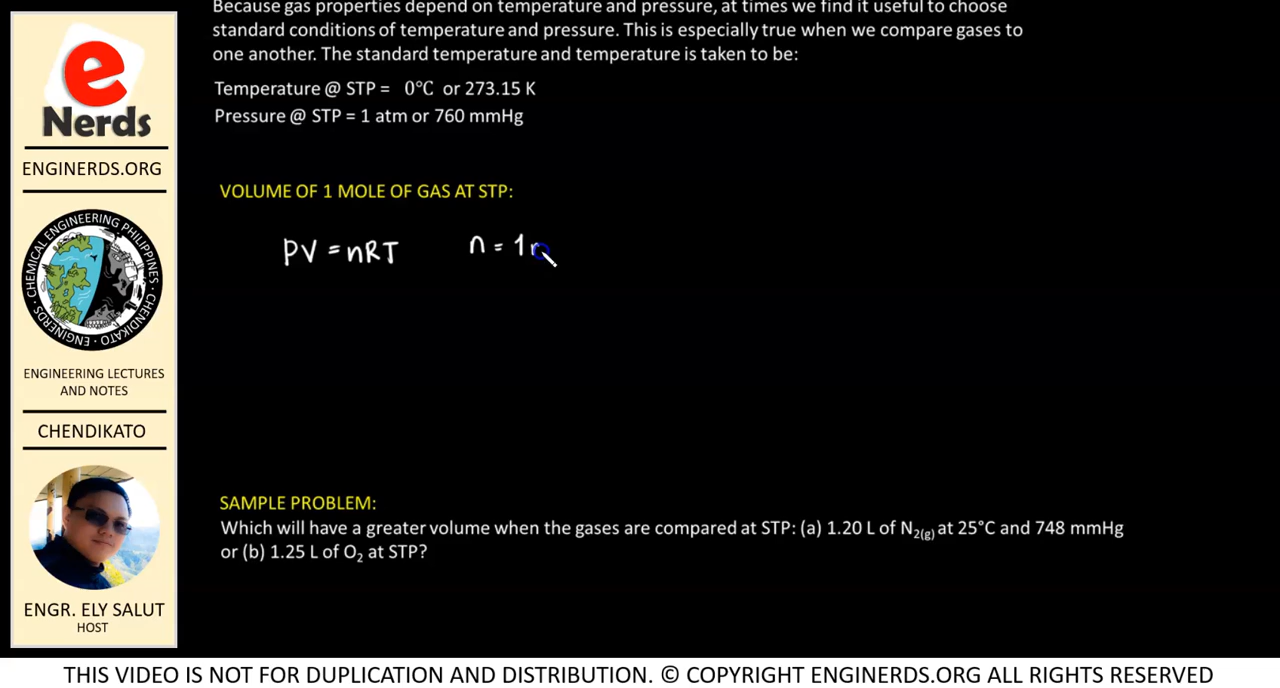 Because gas properties depend on temperature and pressure, at times we find it useful to choose
standard conditions of temperature and pressure. This is especially true when we compare gases to
one another. The standard temperature and temperature is taken to be:
Temperature @ STP = 0°C or 273.15 K
Pressure @ STP = 1 atm or 760 mmHg
VOLUME OF 1 MOLE OF GAS AT STP:
PV = nRT n = 1
SAMPLE PROBLEM:
Which will have a greater volume when the gases are compared at STP: (a) 1.20 L of N₂(g) at 25°C and 748 mmHg
or (b) 1.25 L of O₂ at STP?
e
Nerds
ENGINERDS.ORG
CHEMICAL ENGINEERING PHILIPPINES
CHENDIKATO · ENGINERDS
ENGINEERING LECTURES
AND NOTES
CHENDIKATO
ENGR. ELY SALUT
HOST
THIS VIDEO IS NOT FOR DUPLICATION AND DISTRIBUTION. © COPYRIGHT ENGINERDS.ORG ALL RIGHTS RESERVED